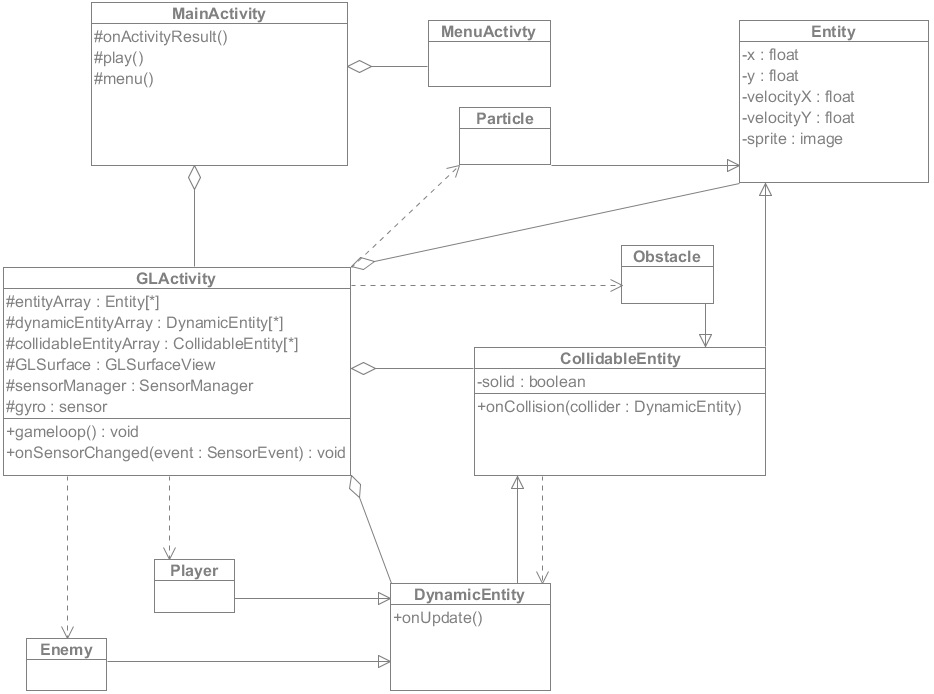 MainActivity
#onActivityResult()
#play()
#menu()
MenuActivty
Entity
-x : float
-y : float
-velocityX : float
-velocityY : float
-sprite : image
Particle
Obstacle
GLActivity
#entityArray : Entity[*]
#dynamicEntityArray : DynamicEntity[*]
#collidableEntityArray : CollidableEntity[*]
#GLSurface : GLSurfaceView
#sensorManager : SensorManager
#gyro : sensor
+gameloop() : void
+onSensorChanged(event : SensorEvent) : void
CollidableEntity
-solid : boolean
+onCollision(collider : DynamicEntity)
Player
DynamicEntity
+onUpdate()
Enemy